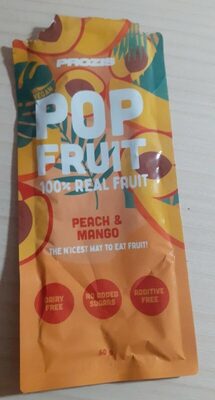 PROZIS
VEGAN
POP
FRUIT
100% REAL FRUIT
PEACH &
MANGO
THE NICEST WAY TO EAT FRUIT!
DAIRY
FREE
NO ADDED
SUGARS
ADDITIVE
FREE
60 g